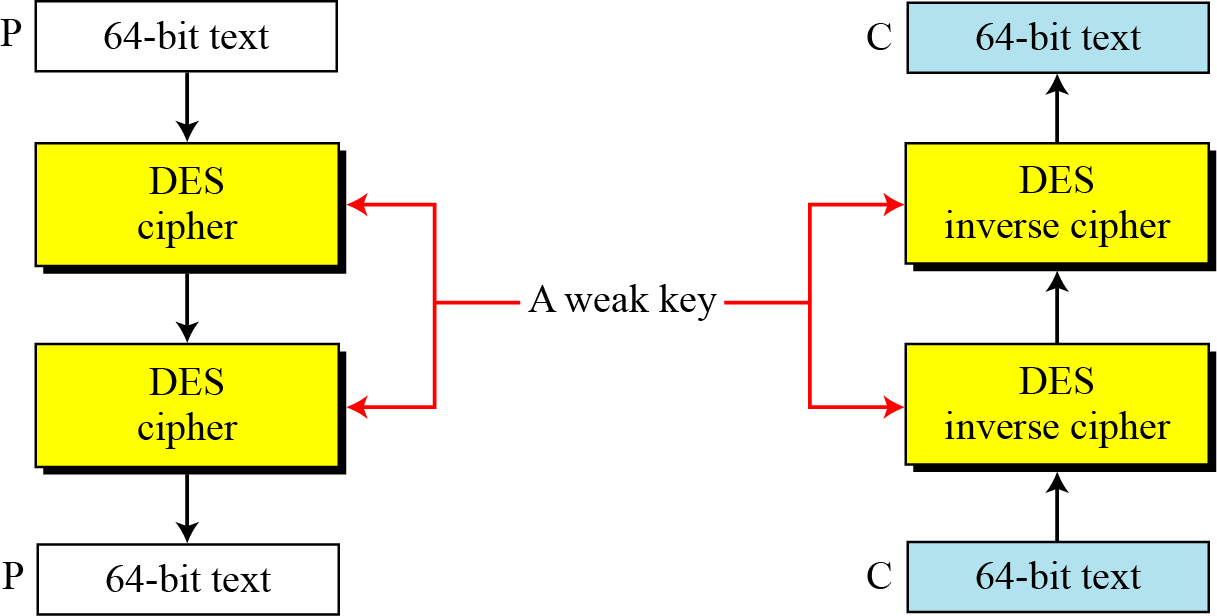 P
64-bit text
DES
cipher
DES
cipher
P
64-bit text
A weak key
C
64-bit text
DES
inverse cipher
DES
inverse cipher
C
64-bit text